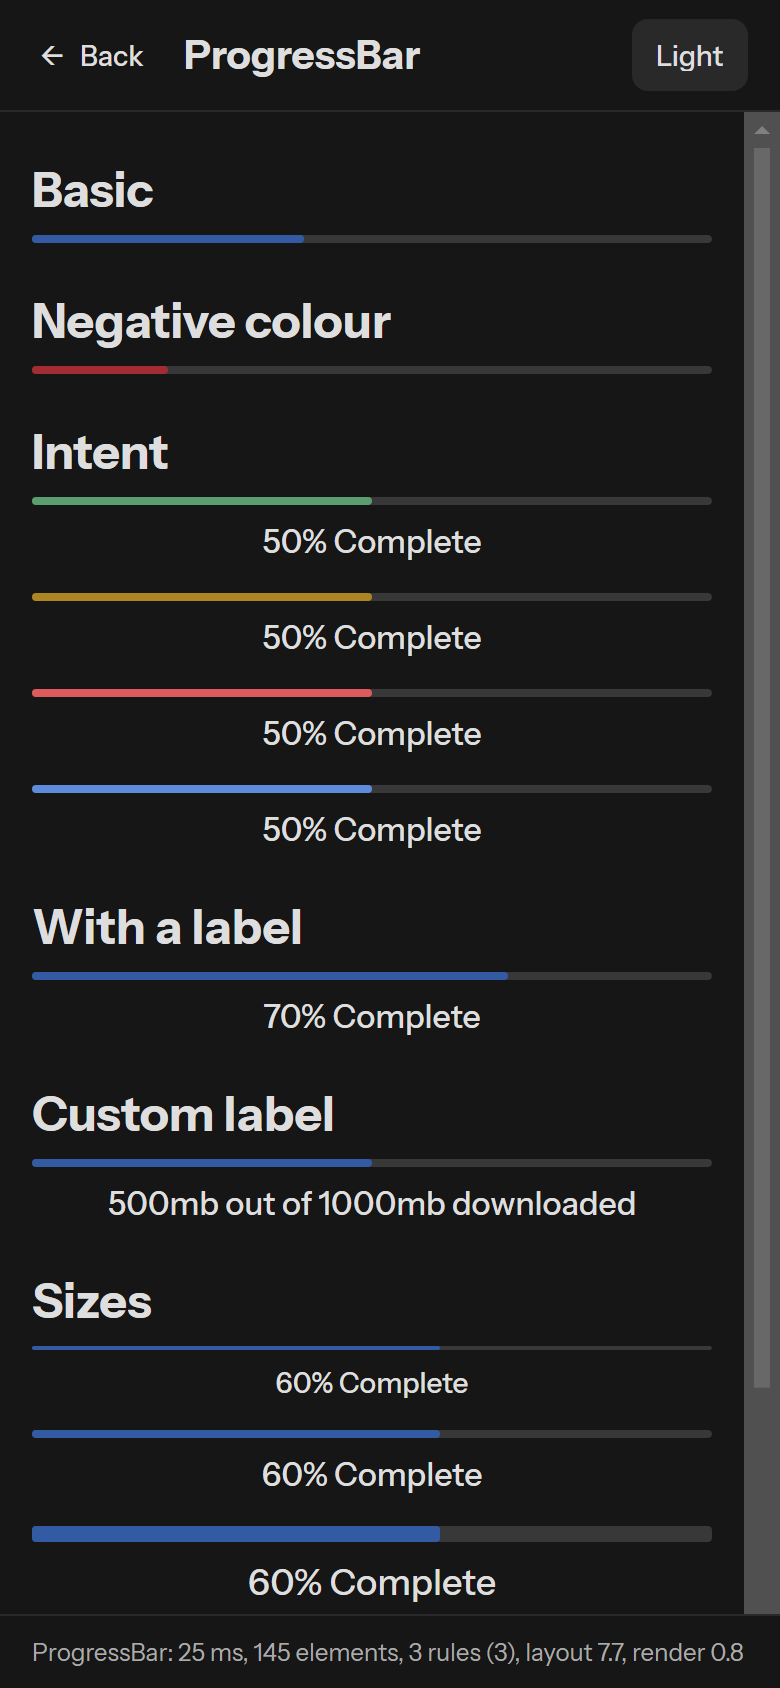 ← Back ProgressBar Light
Basic
Negative colour
Intent
50% Complete
50% Complete
50% Complete
50% Complete
With a label
70% Complete
Custom label
500mb out of 1000mb downloaded
Sizes
60% Complete
60% Complete
60% Complete
ProgressBar: 25 ms, 145 elements, 3 rules (3), layout 7.7, render 0.8